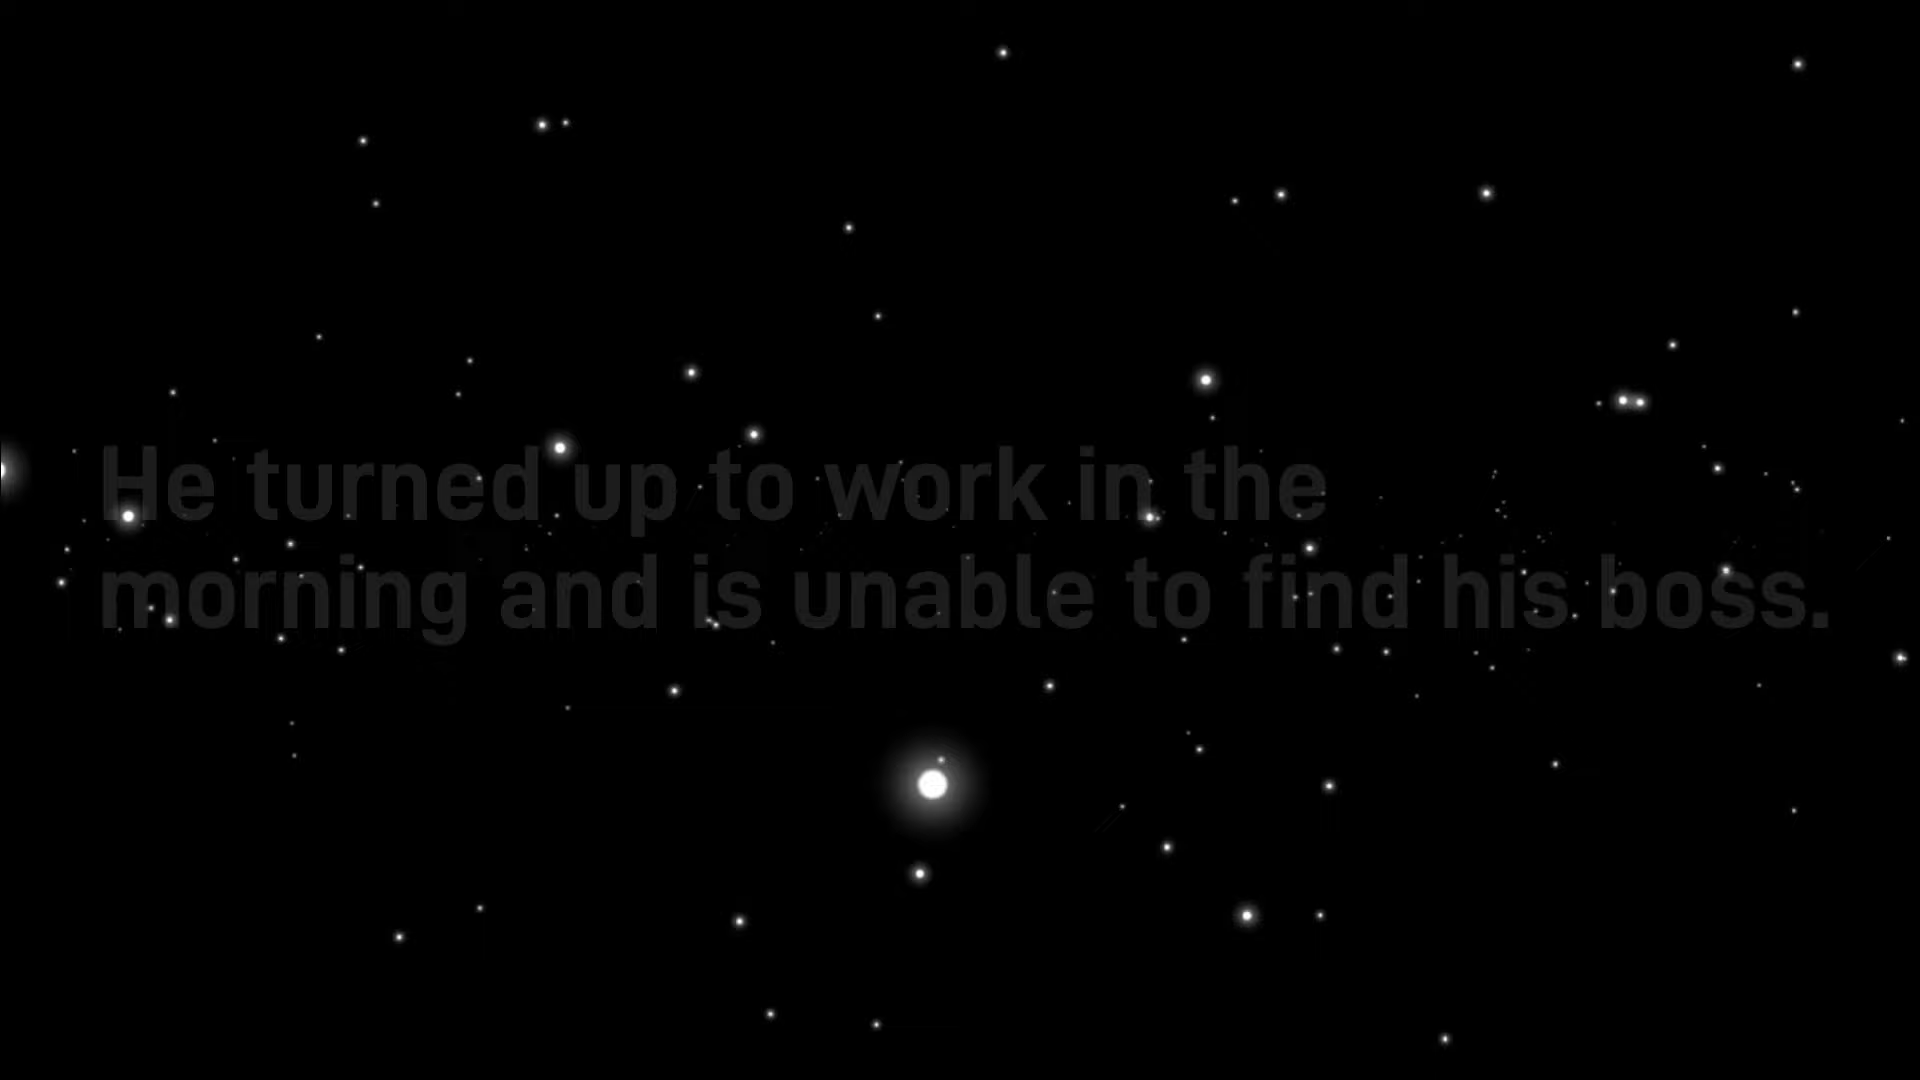 He turned up to work in the
morning and is unable to find his boss.